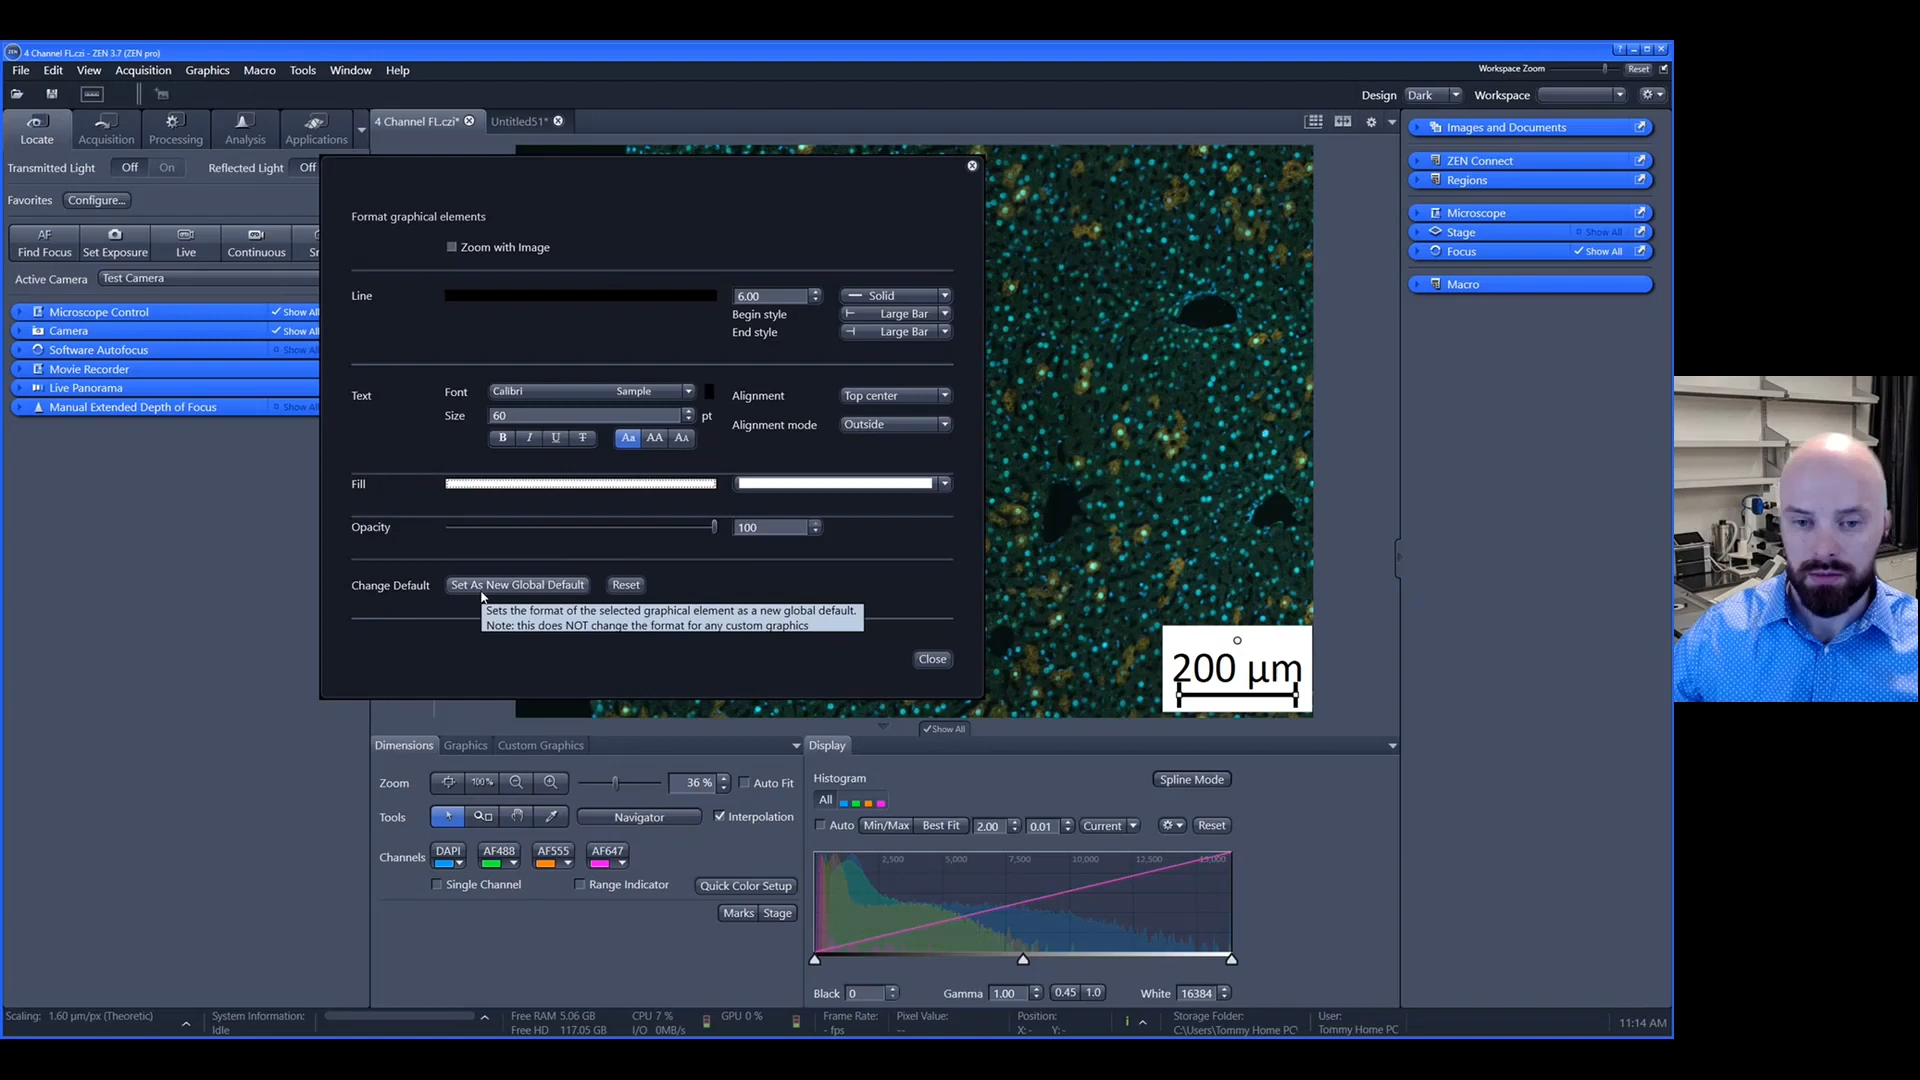 4 Channel FL.czi - ZEN 3.7 (ZEN pro)
File Edit View Acquisition Graphics Macro Tools Window Help
Workspace Zoom Reset
Design Dark Workspace
Locate Acquisition Processing Analysis Applications
4 Channel FL.czi* Untitled51*
Transmitted Light Off On Reflected Light Off
Favorites Configure...
AF
Find Focus Set Exposure Live Continuous
Active Camera Test Camera
Microscope Control Show All
Camera Show All
Software Autofocus Show All
Movie Recorder
Live Panorama
Manual Extended Depth of Focus Show All
Format graphical elements
Zoom with Image
Line 6.00 Solid
Begin style Large Bar
End style Large Bar
Text Font Calibri Sample Alignment Top center
Size 60 pt Alignment mode Outside
B I U T Aa AA AA
Fill
Opacity 100
Change Default Set As New Global Default Reset
Sets the format of the selected graphical element as a new global default.
Note: this does NOT change the format for any custom graphics
Close
200 µm
Images and Documents
ZEN Connect
Regions
Microscope
Stage Show All
Focus Show All
Macro
Show All
Dimensions Graphics Custom Graphics
Zoom 100% 36 % Auto Fit
Tools Navigator Interpolation
Channels DAPI AF488 AF555 AF647
Single Channel Range Indicator Quick Color Setup
Marks Stage
Display
Histogram Spline Mode
All
Auto Min/Max Best Fit 2.00 0.01 Current Reset
2,500 5,000 7,500 10,000 12,500 15,000
Black 0 Gamma 1.00 0.45 1.0 White 16384
Scaling: 1.60 µm/px (Theoretic)
System Information:
Idle
Free RAM 5.06 GB
Free HD 117.05 GB
CPU 7 %
I/O 0MB/s
GPU 0 %
Frame Rate:
- fps
Pixel Value:
--
Position:
X: - Y: -
Storage Folder:
C:\Users\Tommy Home PC\
User:
Tommy Home PC
11:14 AM